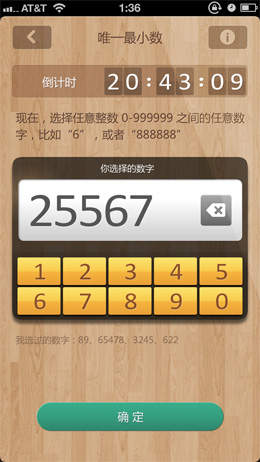 AT&T 1:36
唯一最小数
倒计时 20:43:09
现在，选择任意整数 0-999999 之间的任意数
字，比如“6”，或者“888888”
你选择的数字
25567
1 2 3 4 5
6 7 8 9 0
我选过的数字：89、65478、3245、622
确 定